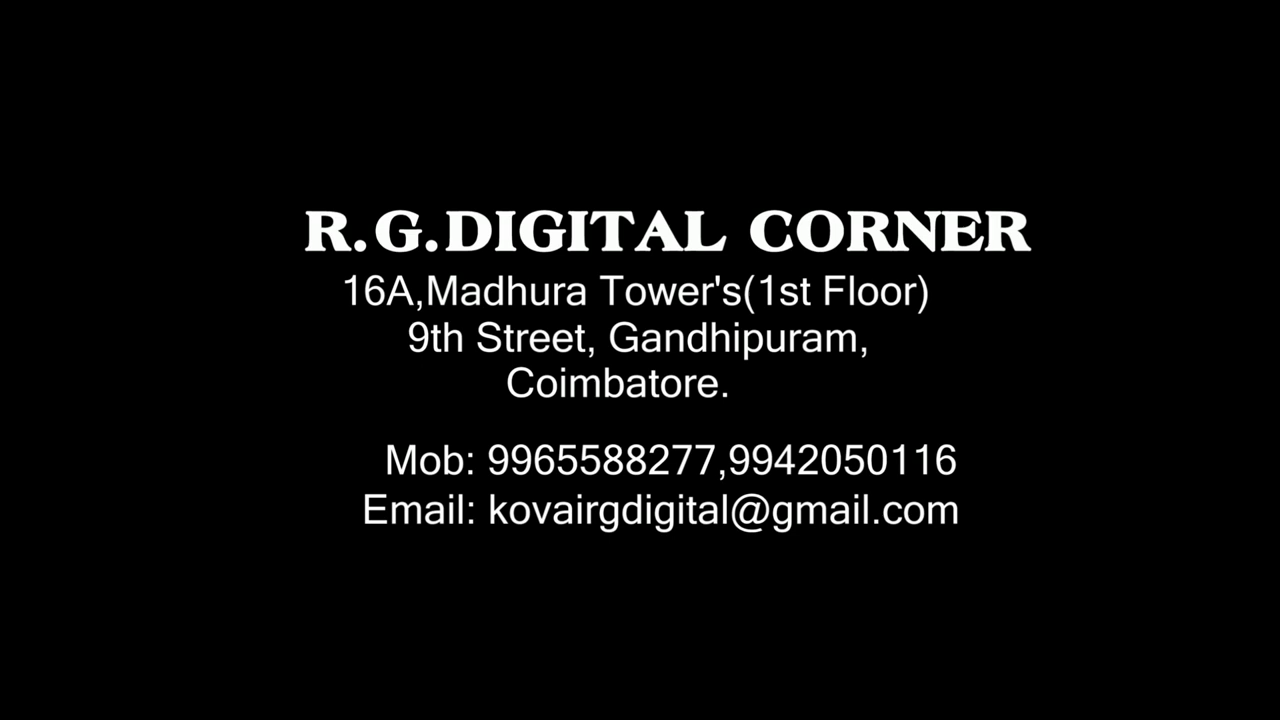 R.G.DIGITAL CORNER
16A,Madhura Tower's(1st Floor)
9th Street, Gandhipuram,
Coimbatore.
Mob: 9965588277,9942050116
Email: kovairgdigital@gmail.com